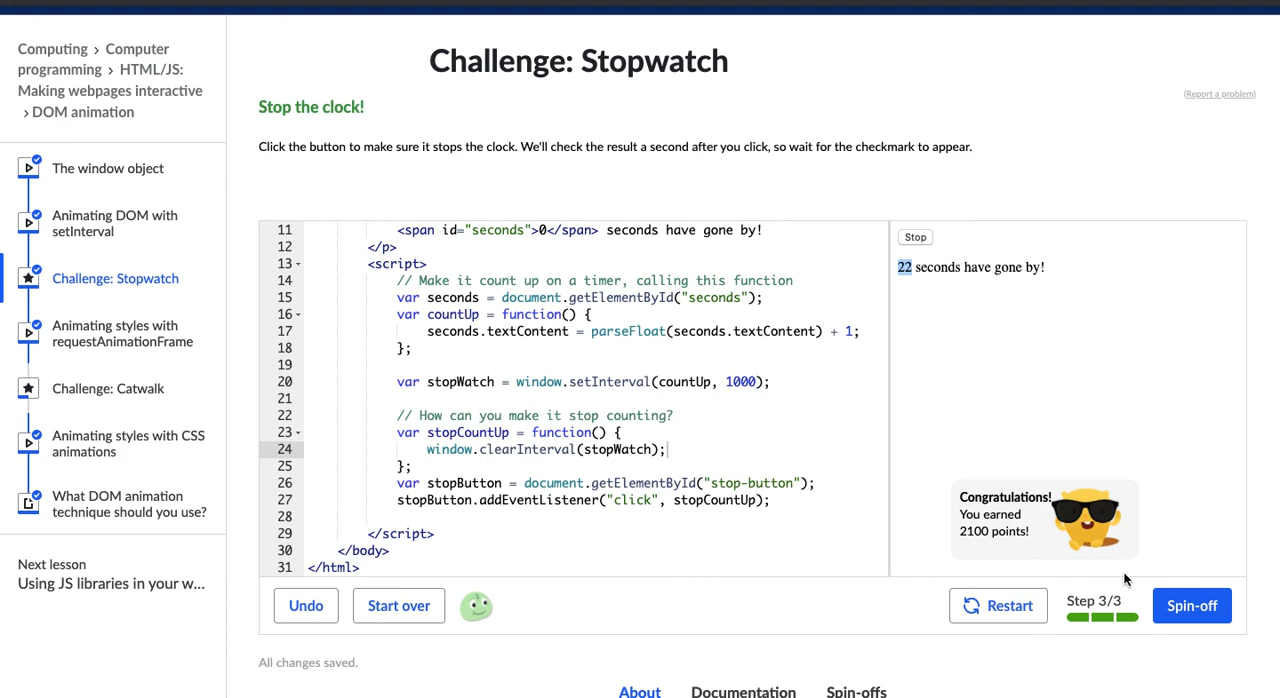 Computing › Computer
programming › HTML/JS:
Making webpages interactive
› DOM animation
The window object
Animating DOM with
setInterval
Challenge: Stopwatch
Animating styles with
requestAnimationFrame
Challenge: Catwalk
Animating styles with CSS
animations
What DOM animation
technique should you use?
Next lesson
Using JS libraries in your w...
Challenge: Stopwatch
(Report a problem)
Stop the clock!
Click the button to make sure it stops the clock. We'll check the result a second after you click, so wait for the checkmark to appear.
11 <span id="seconds">0</span> seconds have gone by!
12 </p>
13 <script>
14 // Make it count up on a timer, calling this function
15 var seconds = document.getElementById("seconds");
16 var countUp = function() {
17 seconds.textContent = parseFloat(seconds.textContent) + 1;
18 };
19
20 var stopWatch = window.setInterval(countUp, 1000);
21
22 // How can you make it stop counting?
23 var stopCountUp = function() {
24 window.clearInterval(stopWatch);
25 };
26 var stopButton = document.getElementById("stop-button");
27 stopButton.addEventListener("click", stopCountUp);
28
29 </script>
30 </body>
31 </html>
Stop
22 seconds have gone by!
Congratulations!
You earned
2100 points!
Undo
Start over
Restart
Step 3/3
Spin-off
All changes saved.
About Documentation Spin-offs